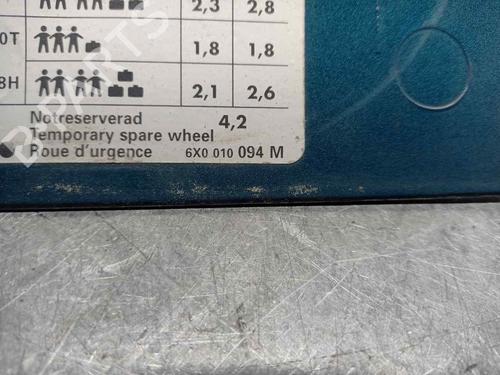 2,3 2,8
0T 1,8 1,8
8H 2,1 2,6
Notreserverad 4,2
Temporary spare wheel
Roue d'urgence 6X0 010 094 M